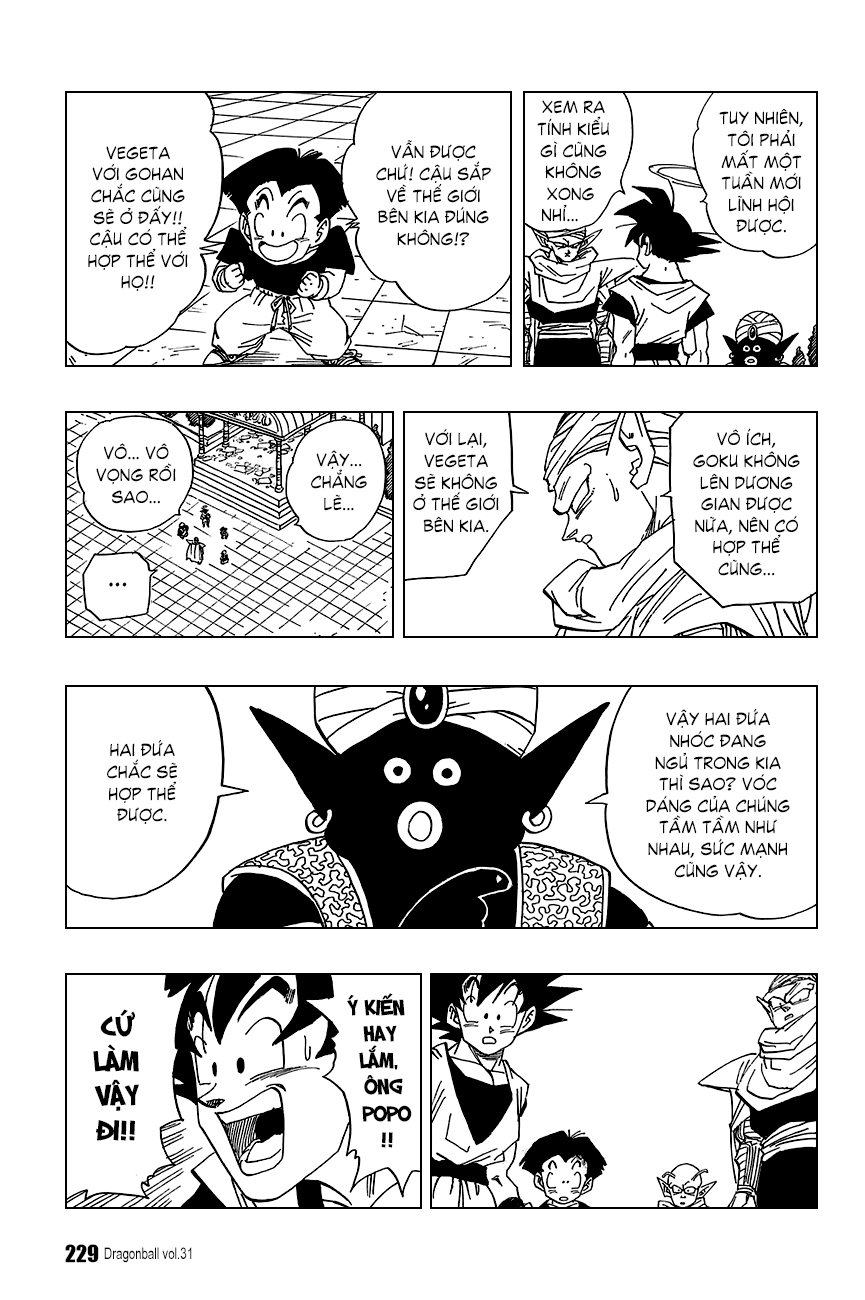 TUY NHIÊN,
TÔI PHẢI
MẤT MỘT
TUẦN MỚI
LĨNH HỘI
ĐƯỢC.
XEM RA
TÍNH KIỂU
GÌ CŨNG
KHÔNG
XONG
NHỈ...
VẪN ĐƯỢC
CHỨ! CẬU SẮP
VỀ THẾ GIỚI
BÊN KIA ĐÚNG
KHÔNG!?
VEGETA
VỚI GOHAN
CHẮC CŨNG
SẼ Ở ĐẤY!!
CẬU CÓ THỂ
HỢP THỂ VỚI
HỌ!!
VÔ ÍCH,
GOKU KHÔNG
LÊN DƯƠNG
GIAN ĐƯỢC
NỮA, NÊN CÓ
HỢP THỂ
CŨNG...
VỚI LẠI,
VEGETA
SẼ KHÔNG
Ở THẾ GIỚI
BÊN KIA.
VẬY...
CHẲNG
LẼ...
VÔ... VÔ
VỌNG RỒI
SAO...
...
VẬY HAI ĐỨA
NHÓC ĐANG
NGỦ TRONG KIA
THÌ SAO? VÓC
DÁNG CỦA CHÚNG
TẦM TẦM NHƯ
NHAU, SỨC MẠNH
CŨNG VẬY.
HAI ĐỨA
CHẮC SẼ
HỢP THỂ
ĐƯỢC.
Ý KIẾN
HAY
LẮM,
ÔNG
POPO
!!
CỨ
LÀM
VẬY
ĐI!!
229 Dragonball vol.31